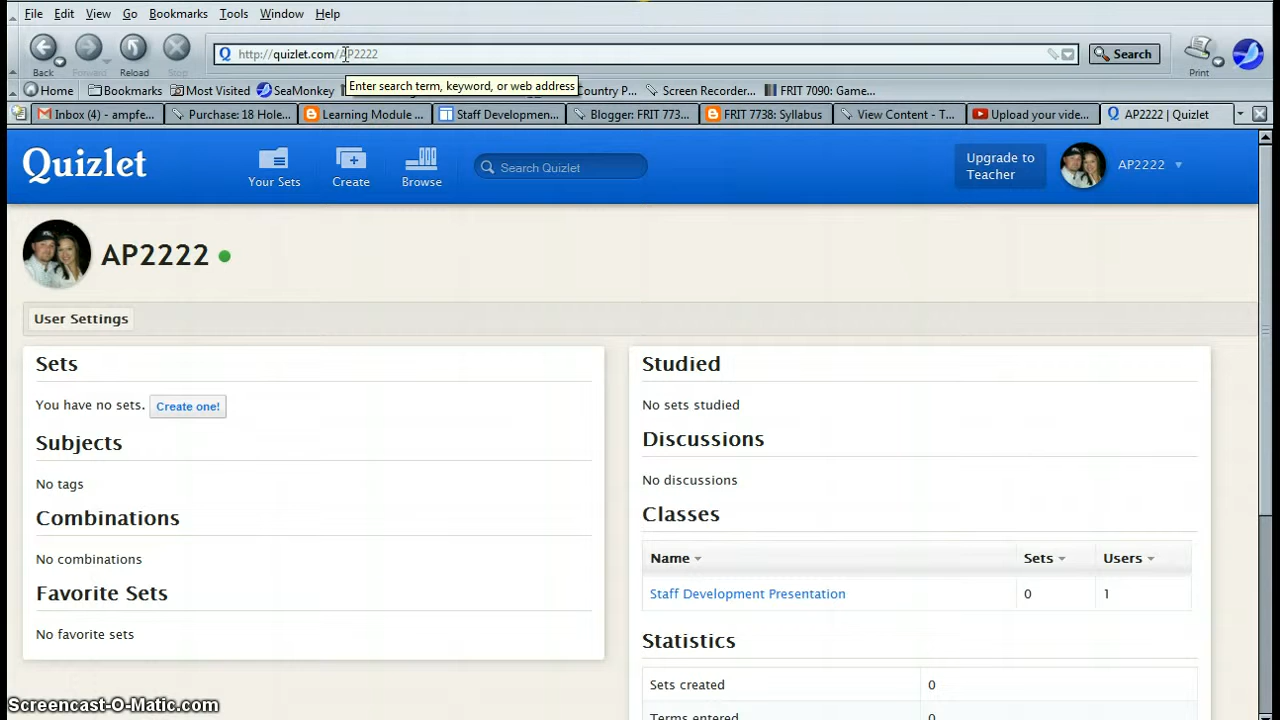 File Edit View Go Bookmarks Tools Window Help
http://quizlet.com/AP2222
Search
Back Forward Reload Stop
Print
Enter search term, keyword, or web address
Home Bookmarks Most Visited SeaMonkey Country P... Screen Recorder... FRIT 7090: Game...
Inbox (4) - ampfe... Purchase: 18 Hole... Learning Module ... Staff Developmen... Blogger: FRIT 773... FRIT 7738: Syllabus View Content - T... Upload your vide... AP2222 | Quizlet
Quizlet
Your Sets Create Browse
Search Quizlet
Upgrade to
Teacher
AP2222
AP2222
User Settings
Sets
You have no sets. Create one!
Subjects
No tags
Combinations
No combinations
Favorite Sets
No favorite sets
Studied
No sets studied
Discussions
No discussions
Classes
Name Sets Users
Staff Development Presentation 0 1
Statistics
Sets created 0
Terms entered 0
Screencast-O-Matic.com